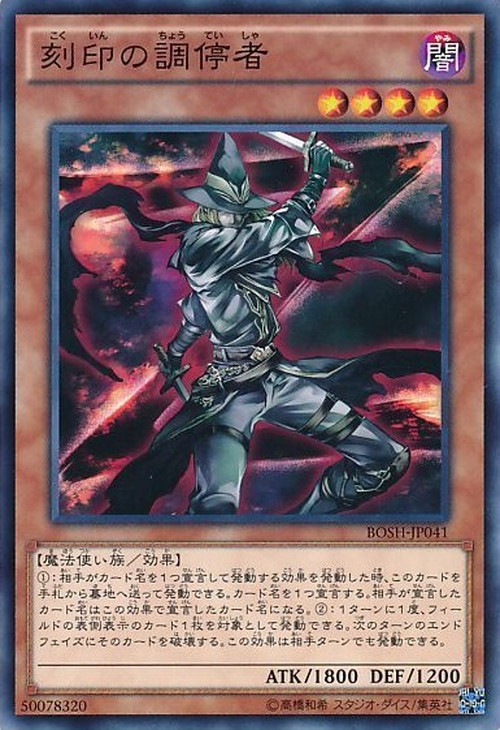 刻印の調停者
闇
BOSH-JP041
【魔法使い族／効果】
①：相手がカード名を１つ宣言して発動する効果を発動した時、このカードを
手札から墓地へ送って発動できる。カード名を１つ宣言する。相手が宣言した
カード名はこの効果で宣言したカード名になる。②：１ターンに１度、フィー
ルドの表側表示のカード１枚を対象として発動できる。次のターンのエンド
フェイズにそのカードを破壊する。この効果は相手ターンでも発動できる。
ATK/1800 DEF/1200
50078320 ©高橋和希 スタジオ・ダイス/集英社